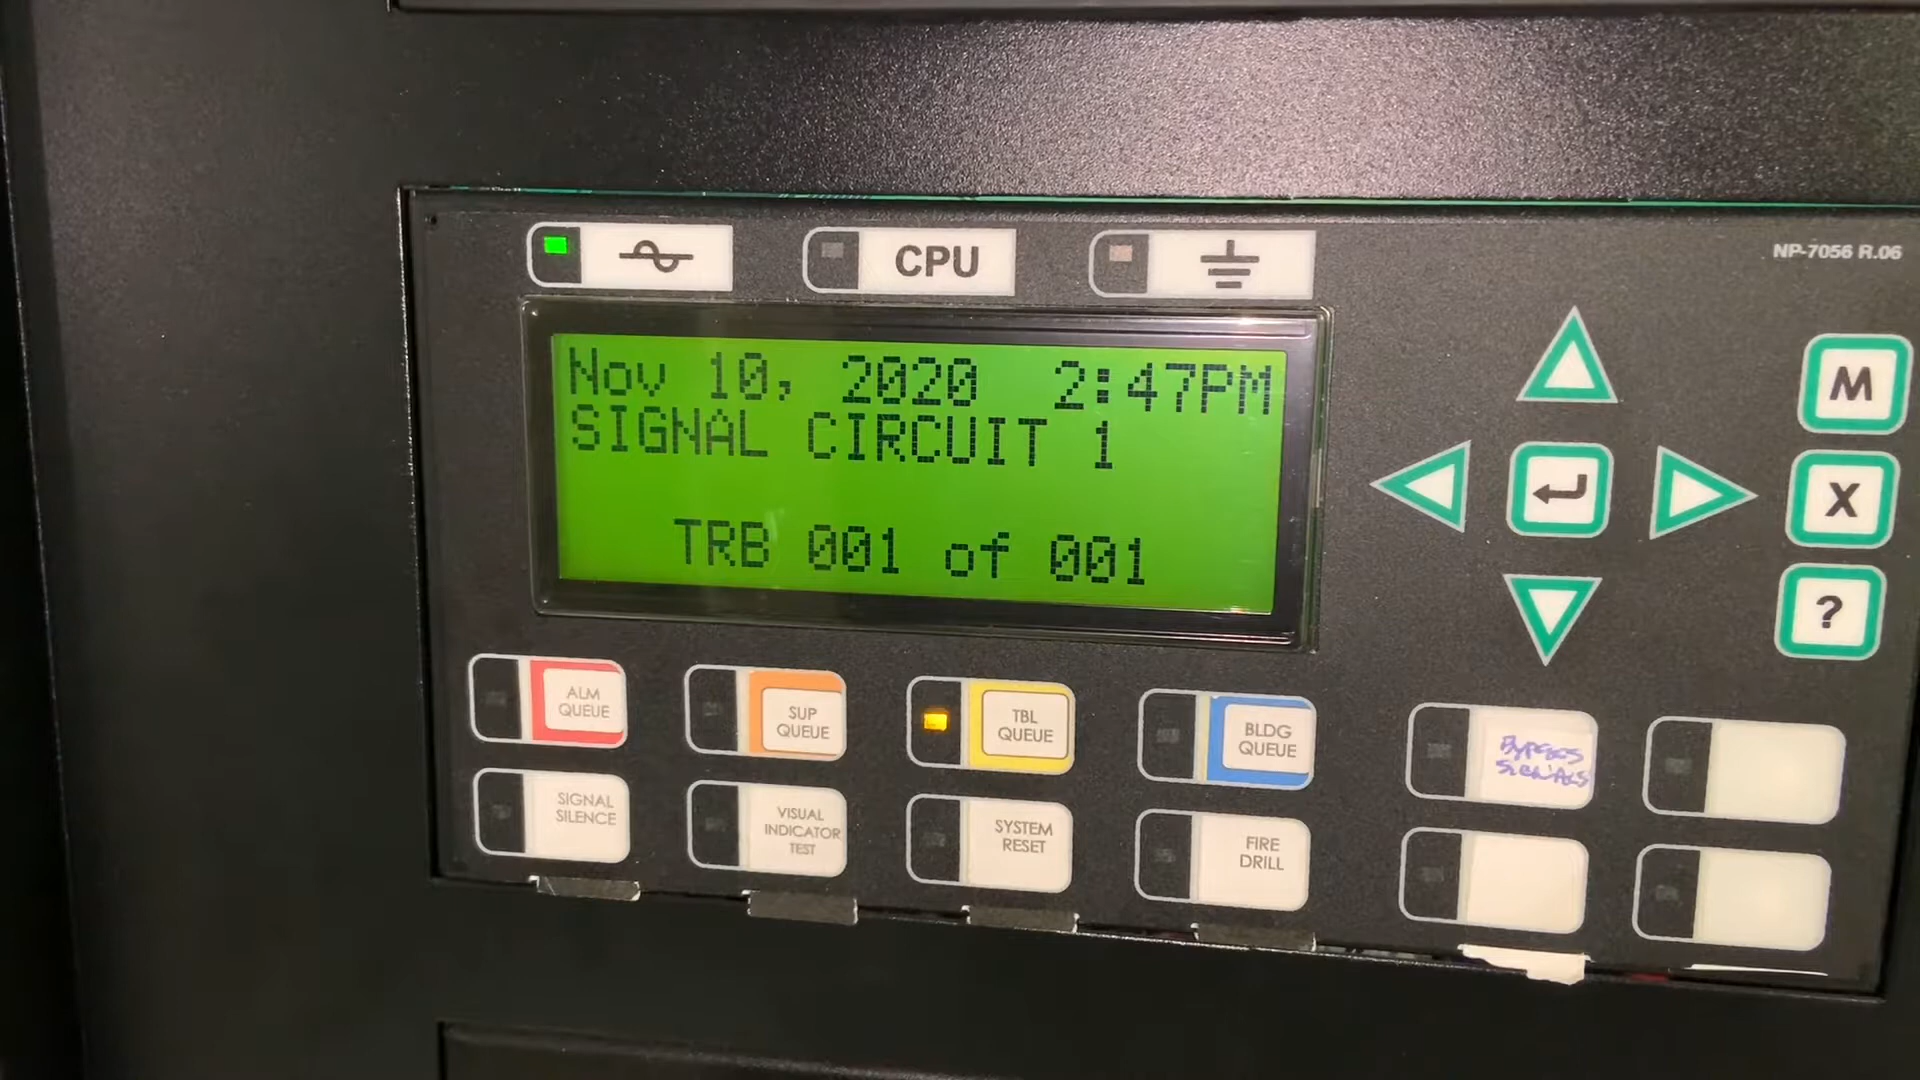 CPU
NP-7056 R.06
Nov 10, 2020 2:47PM
SIGNAL CIRCUIT 1
TRB 001 of 001
M
X
?
ALM
QUEUE
SUP
QUEUE
TBL
QUEUE
BLDG
QUEUE
Bypass
Signals
SIGNAL
SILENCE
VISUAL
INDICATOR
TEST
SYSTEM
RESET
FIRE
DRILL